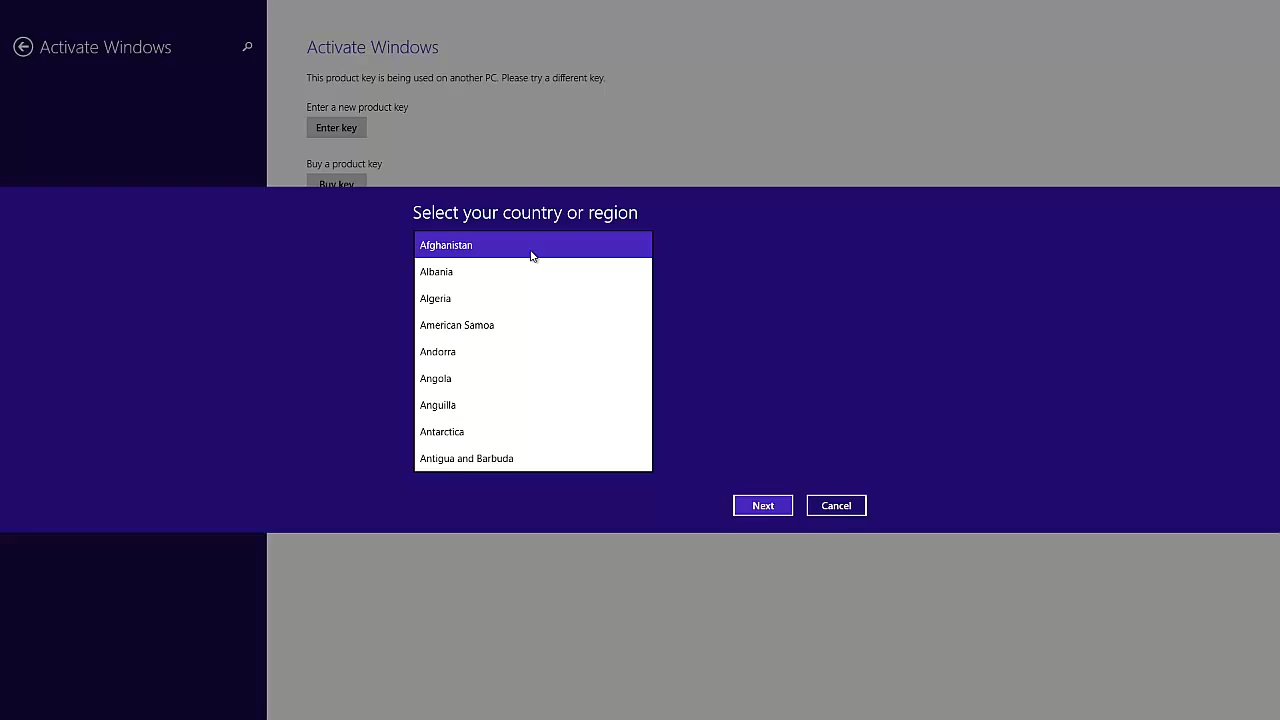 Activate Windows
Activate Windows
This product key is being used on another PC. Please try a different key.
Enter a new product key
Enter key
Buy a product key
Buy key
Select your country or region
Afghanistan
Albania
Algeria
American Samoa
Andorra
Angola
Anguilla
Antarctica
Antigua and Barbuda
Next
Cancel